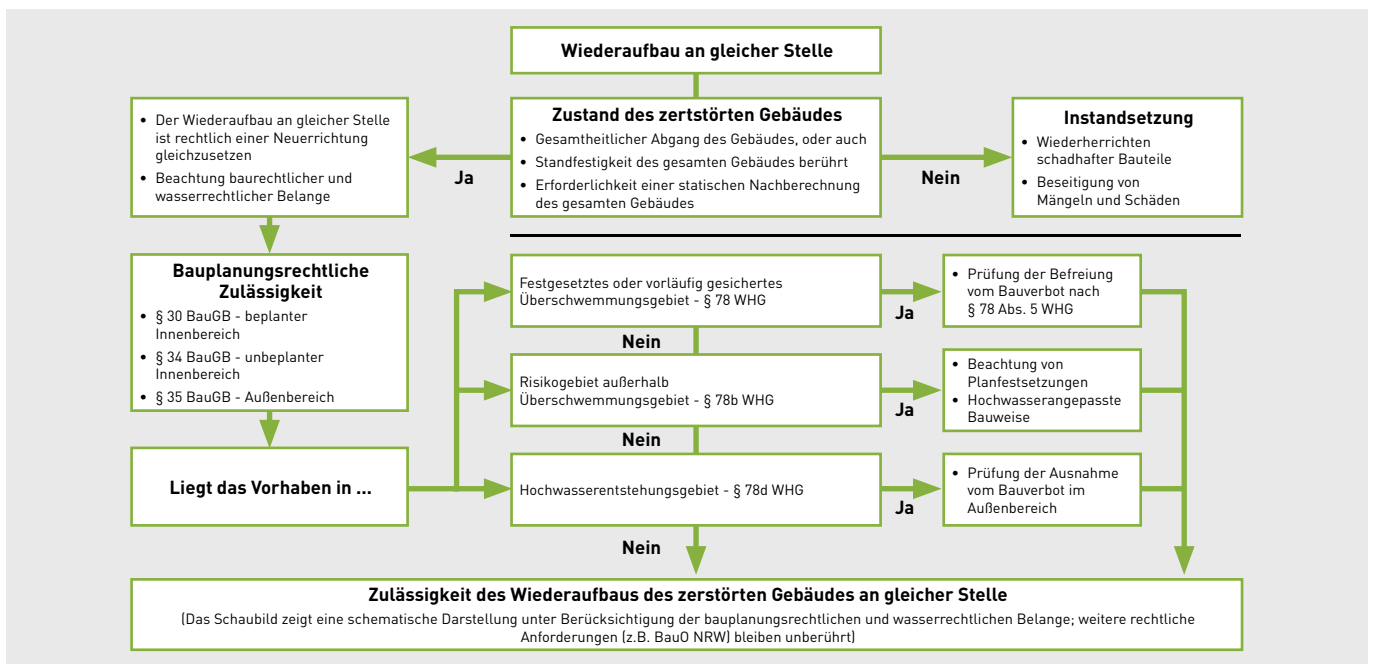 Wiederaufbau an gleicher Stelle
Zustand des zertstörten Gebäudes
• Gesamtheitlicher Abgang des Gebäudes, oder auch
• Standfestigkeit des gesamten Gebäudes berührt
• Erforderlichkeit einer statischen Nachberechnung
des gesamten Gebäudes
Ja
• Der Wiederaufbau an gleicher Stelle
ist rechtlich einer Neuerrichtung
gleichzusetzen
• Beachtung baurechtlicher und
wasserrechtlicher Belange
Nein
Instandsetzung
• Wiederherrichten
schadhafter Bauteile
• Beseitigung von
Mängeln und Schäden
Bauplanungsrechtliche
Zulässigkeit
• § 30 BauGB - beplanter
Innenbereich
• § 34 BauGB - unbeplanter
Innenbereich
• § 35 BauGB - Außenbereich
Liegt das Vorhaben in ...
Festgesetztes oder vorläufig gesichertes
Überschwemmungsgebiet - § 78 WHG
Ja
• Prüfung der Befreiung
vom Bauverbot nach
§ 78 Abs. 5 WHG
Nein
Risikogebiet außerhalb
Überschwemmungsgebiet - § 78b WHG
Ja
• Beachtung von
Planfestsetzungen
• Hochwasserangepasste
Bauweise
Nein
Hochwasserentstehungsgebiet - § 78d WHG
Ja
• Prüfung der Ausnahme
vom Bauverbot im
Außenbereich
Nein
Zulässigkeit des Wiederaufbaus des zerstörten Gebäudes an gleicher Stelle
(Das Schaubild zeigt eine schematische Darstellung unter Berücksichtigung der bauplanungsrechtlichen und wasserrechtlichen Belange; weitere rechtliche
Anforderungen (z.B. BauO NRW) bleiben unberührt)